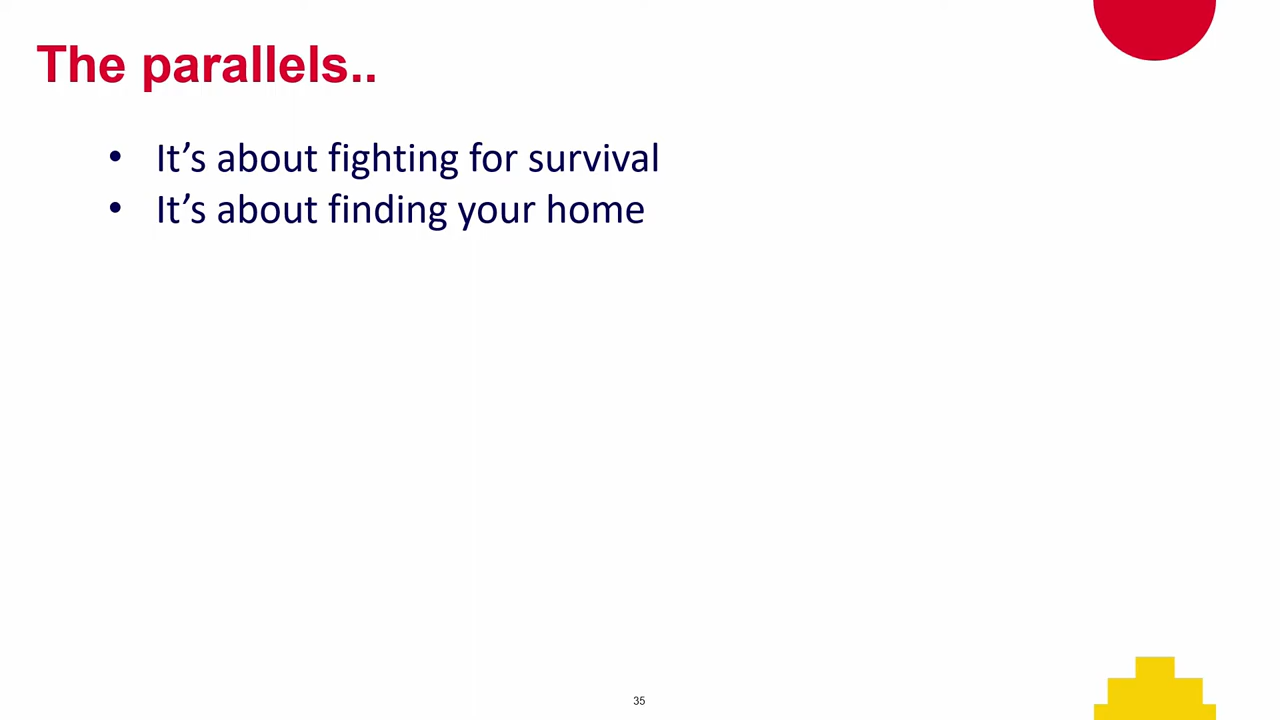 The parallels..
• It’s about fighting for survival
• It’s about finding your home
35